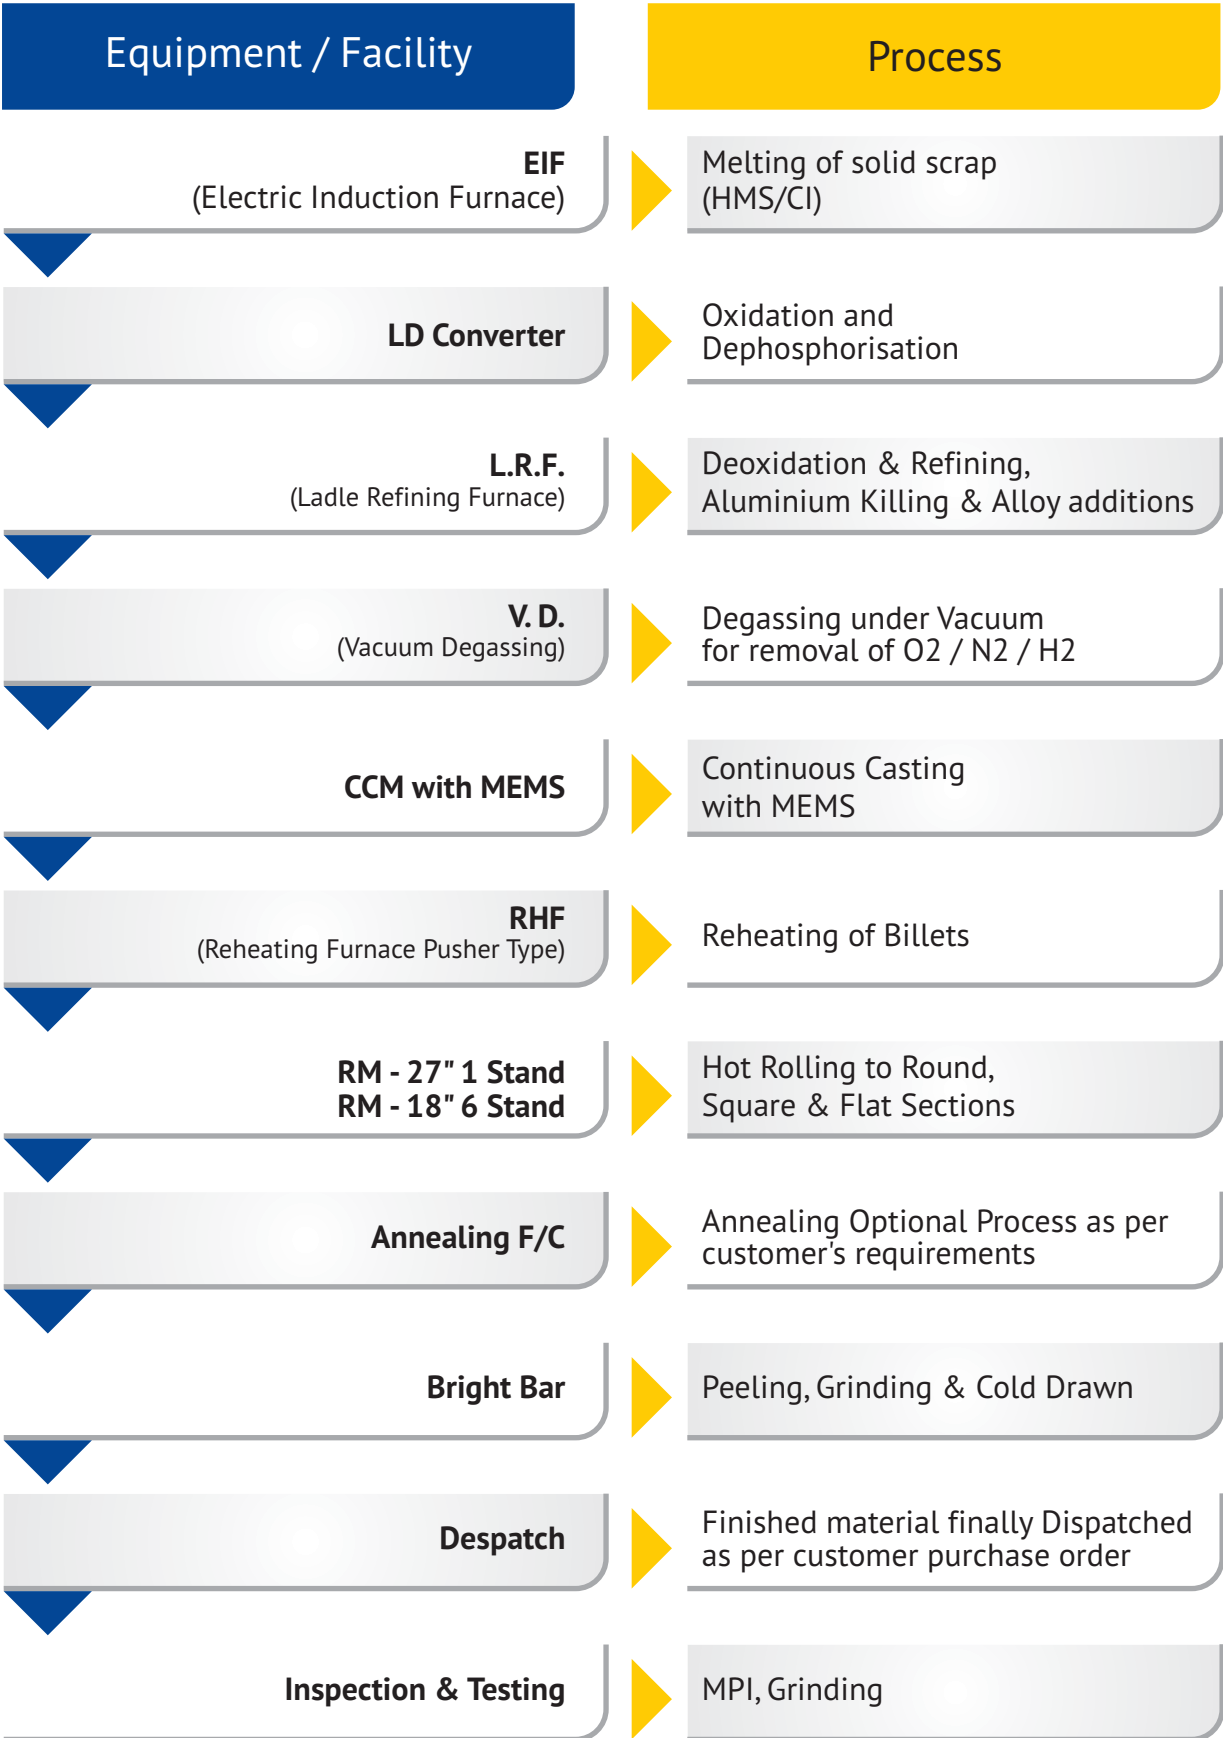 Equipment / Facility
Process
EIF
(Electric Induction Furnace)
Melting of solid scrap
(HMS/CI)
LD Converter
Oxidation and
Dephosphorisation
L.R.F.
(Ladle Refining Furnace)
Deoxidation & Refining,
Aluminium Killing & Alloy additions
V. D.
(Vacuum Degassing)
Degassing under Vacuum
for removal of O2 / N2 / H2
CCM with MEMS
Continuous Casting
with MEMS
RHF
(Reheating Furnace Pusher Type)
Reheating of Billets
RM - 27" 1 Stand
RM - 18" 6 Stand
Hot Rolling to Round,
Square & Flat Sections
Annealing F/C
Annealing Optional Process as per
customer's requirements
Bright Bar
Peeling, Grinding & Cold Drawn
Despatch
Finished material finally Dispatched
as per customer purchase order
Inspection & Testing
MPI, Grinding